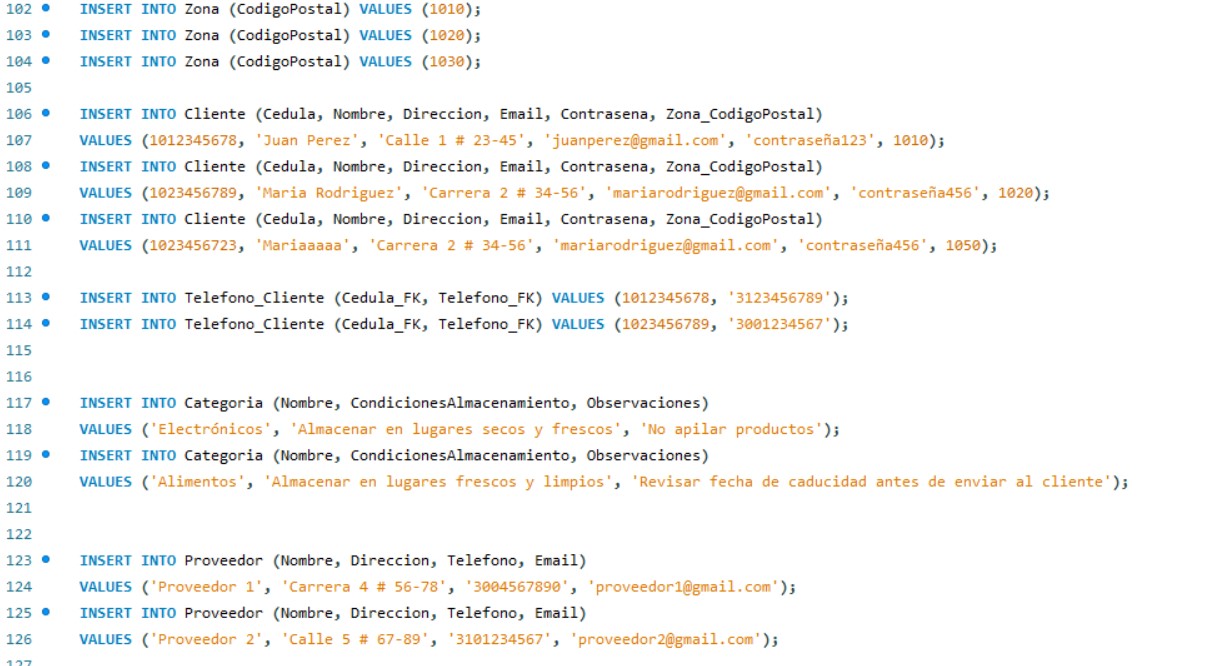 102 INSERT INTO Zona (CodigoPostal) VALUES (1010);
103 INSERT INTO Zona (CodigoPostal) VALUES (1020);
104 INSERT INTO Zona (CodigoPostal) VALUES (1030);
105
106 INSERT INTO Cliente (Cedula, Nombre, Direccion, Email, Contrasena, Zona_CodigoPostal)
107 VALUES (1012345678, 'Juan Perez', 'Calle 1 # 23-45', 'juanperez@gmail.com', 'contraseña123', 1010);
108 INSERT INTO Cliente (Cedula, Nombre, Direccion, Email, Contrasena, Zona_CodigoPostal)
109 VALUES (1023456789, 'Maria Rodriguez', 'Carrera 2 # 34-56', 'mariarodriguez@gmail.com', 'contraseña456', 1020);
110 INSERT INTO Cliente (Cedula, Nombre, Direccion, Email, Contrasena, Zona_CodigoPostal)
111 VALUES (1023456723, 'Mariaaaaa', 'Carrera 2 # 34-56', 'mariarodriguez@gmail.com', 'contraseña456', 1050);
112
113 INSERT INTO Telefono_Cliente (Cedula_FK, Telefono_FK) VALUES (1012345678, '3123456789');
114 INSERT INTO Telefono_Cliente (Cedula_FK, Telefono_FK) VALUES (1023456789, '3001234567');
115
116
117 INSERT INTO Categoria (Nombre, CondicionesAlmacenamiento, Observaciones)
118 VALUES ('Electrónicos', 'Almacenar en lugares secos y frescos', 'No apilar productos');
119 INSERT INTO Categoria (Nombre, CondicionesAlmacenamiento, Observaciones)
120 VALUES ('Alimentos', 'Almacenar en lugares frescos y limpios', 'Revisar fecha de caducidad antes de enviar al cliente');
121
122
123 INSERT INTO Proveedor (Nombre, Direccion, Telefono, Email)
124 VALUES ('Proveedor 1', 'Carrera 4 # 56-78', '3004567890', 'proveedor1@gmail.com');
125 INSERT INTO Proveedor (Nombre, Direccion, Telefono, Email)
126 VALUES ('Proveedor 2', 'Calle 5 # 67-89', '3101234567', 'proveedor2@gmail.com');
127